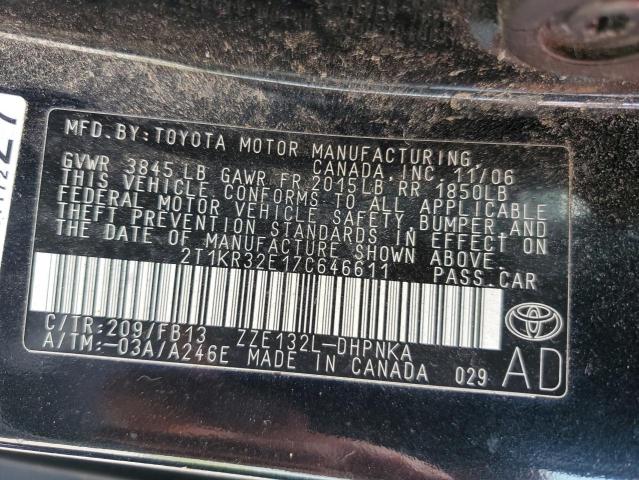 MFD. BY: TOYOTA MOTOR MANUFACTURING,
CANADA, INC. 11/06
GVWR 3845 LB GAWR FR 2015LB RR 1850LB
THIS VEHICLE CONFORMS TO ALL APPLICABLE
FEDERAL MOTOR VEHICLE SAFETY, BUMPER AND
THEFT PREVENTION STANDARDS IN EFFECT ON
THE DATE OF MANUFACTURE SHOWN ABOVE.
2T1KR32E17C646611 PASS.CAR
C/TR:209/FB13 ZZE132L-DHPNKA
A/TM:-03A/A246E MADE IN CANADA 029
AD